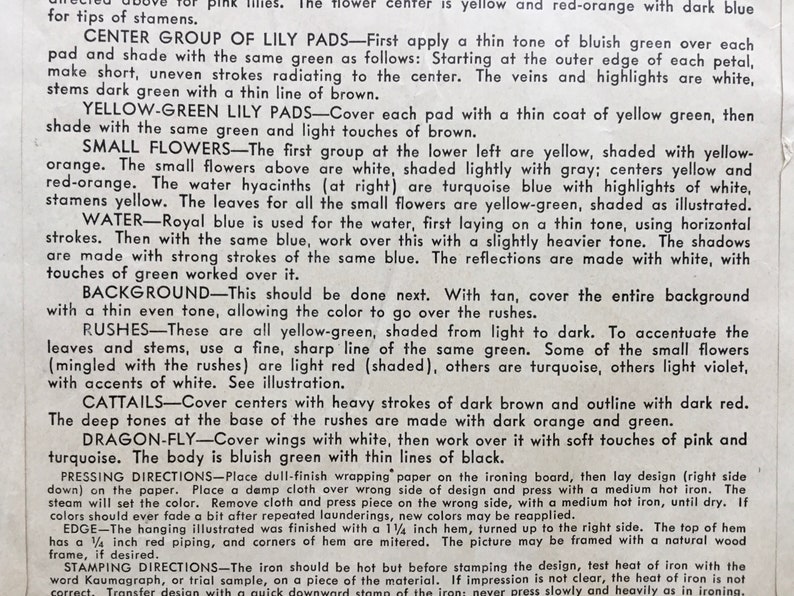 directed above for pink lilies. The flower center is yellow and red-orange with dark blue
for tips of stamens.
CENTER GROUP OF LILY PADS—First apply a thin tone of bluish green over each
pad and shade with the same green as follows: Starting at the outer edge of each petal,
make short, uneven strokes radiating to the center. The veins and highlights are white,
stems dark green with a thin line of brown.
YELLOW-GREEN LILY PADS—Cover each pad with a thin coat of yellow green, then
shade with the same green and light touches of brown.
SMALL FLOWERS—The first group at the lower left are yellow, shaded with yellow-
orange. The small flowers above are white, shaded lightly with gray; centers yellow and
red-orange. The water hyacinths (at right) are turquoise blue with highlights of white,
stamens yellow. The leaves for all the small flowers are yellow-green, shaded as illustrated.
WATER—Royal blue is used for the water, first laying on a thin tone, using horizontal
strokes. Then with the same blue, work over this with a slightly heavier tone. The shadows
are made with strong strokes of the same blue. The reflections are made with white, with
touches of green worked over it.
BACKGROUND—This should be done next. With tan, cover the entire background
with a thin even tone, allowing the color to go over the rushes.
RUSHES—These are all yellow-green, shaded from light to dark. To accentuate the
leaves and stems, use a fine, sharp line of the same green. Some of the small flowers
(mingled with the rushes) are light red (shaded), others are turquoise, others light violet,
with accents of white. See illustration.
CATTAILS—Cover centers with heavy strokes of dark brown and outline with dark red.
The deep tones at the base of the rushes are made with dark orange and green.
DRAGON-FLY—Cover wings with white, then work over it with soft touches of pink and
turquoise. The body is bluish green with thin lines of black.
PRESSING DIRECTIONS—Place dull-finish wrapping paper on the ironing board, then lay design (right side
down) on the paper. Place a damp cloth over wrong side of design and press with a medium hot iron. The
steam will set the color. Remove cloth and press piece on the wrong side, with a medium hot iron, until dry. If
colors should ever fade a bit after repeated launderings, new colors may be reapplied.
EDGE—The hanging illustrated was finished with a 1¼ inch hem, turned up to the right side. The top of hem
has a ¼ inch red piping, and corners of hem are mitered. The picture may be framed with a natural wood
frame, if desired.
STAMPING DIRECTIONS—The iron should be hot but before stamping the design, test heat of iron with the
word Kaumagraph, or trial sample, on a piece of the material. If impression is not clear, the heat of iron is not
correct. Transfer design with a quick downward stamp of the iron; never press slowly and heavily as in ironing.